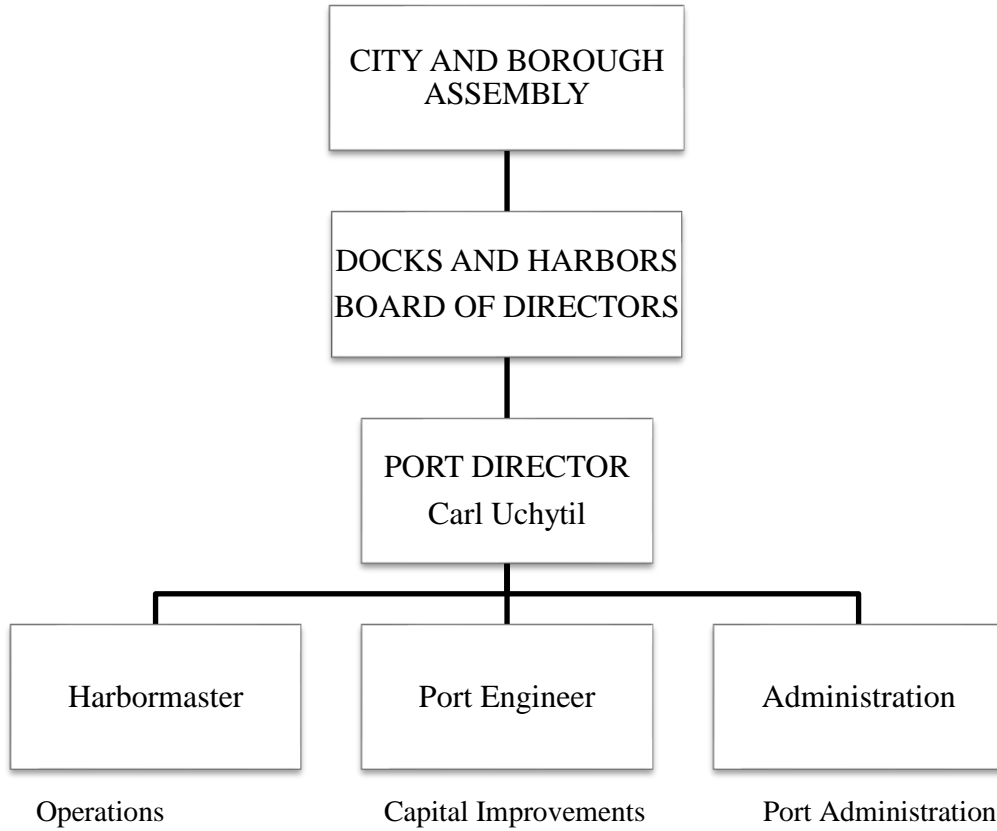 CITY AND BOROUGH
ASSEMBLY
DOCKS AND HARBORS
BOARD OF DIRECTORS
PORT DIRECTOR
Carl Uchytil
Harbormaster
Port Engineer
Administration
Operations
Capital Improvements
Port Administration